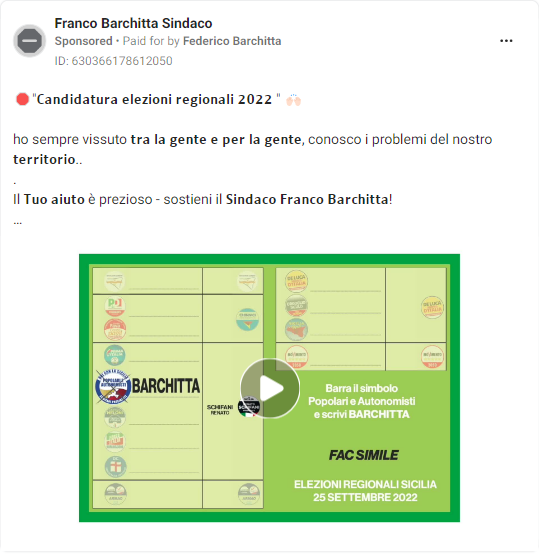 Franco Barchitta Sindaco
Sponsored • Paid for by Federico Barchitta
ID: 630366178612050
"Candidatura elezioni regionali 2022 "
ho sempre vissuto tra la gente e per la gente, conosco i problemi del nostro
territorio..
.
Il Tuo aiuto è prezioso - sostieni il Sindaco Franco Barchitta!
...
POPOLARI
AUTONOMISTI
BARCHITTA
SCHIFANI
RENATO
Barra il simbolo
Popolari e Autonomisti
e scrivi BARCHITTA
FAC SIMILE
ELEZIONI REGIONALI SICILIA
25 SETTEMBRE 2022